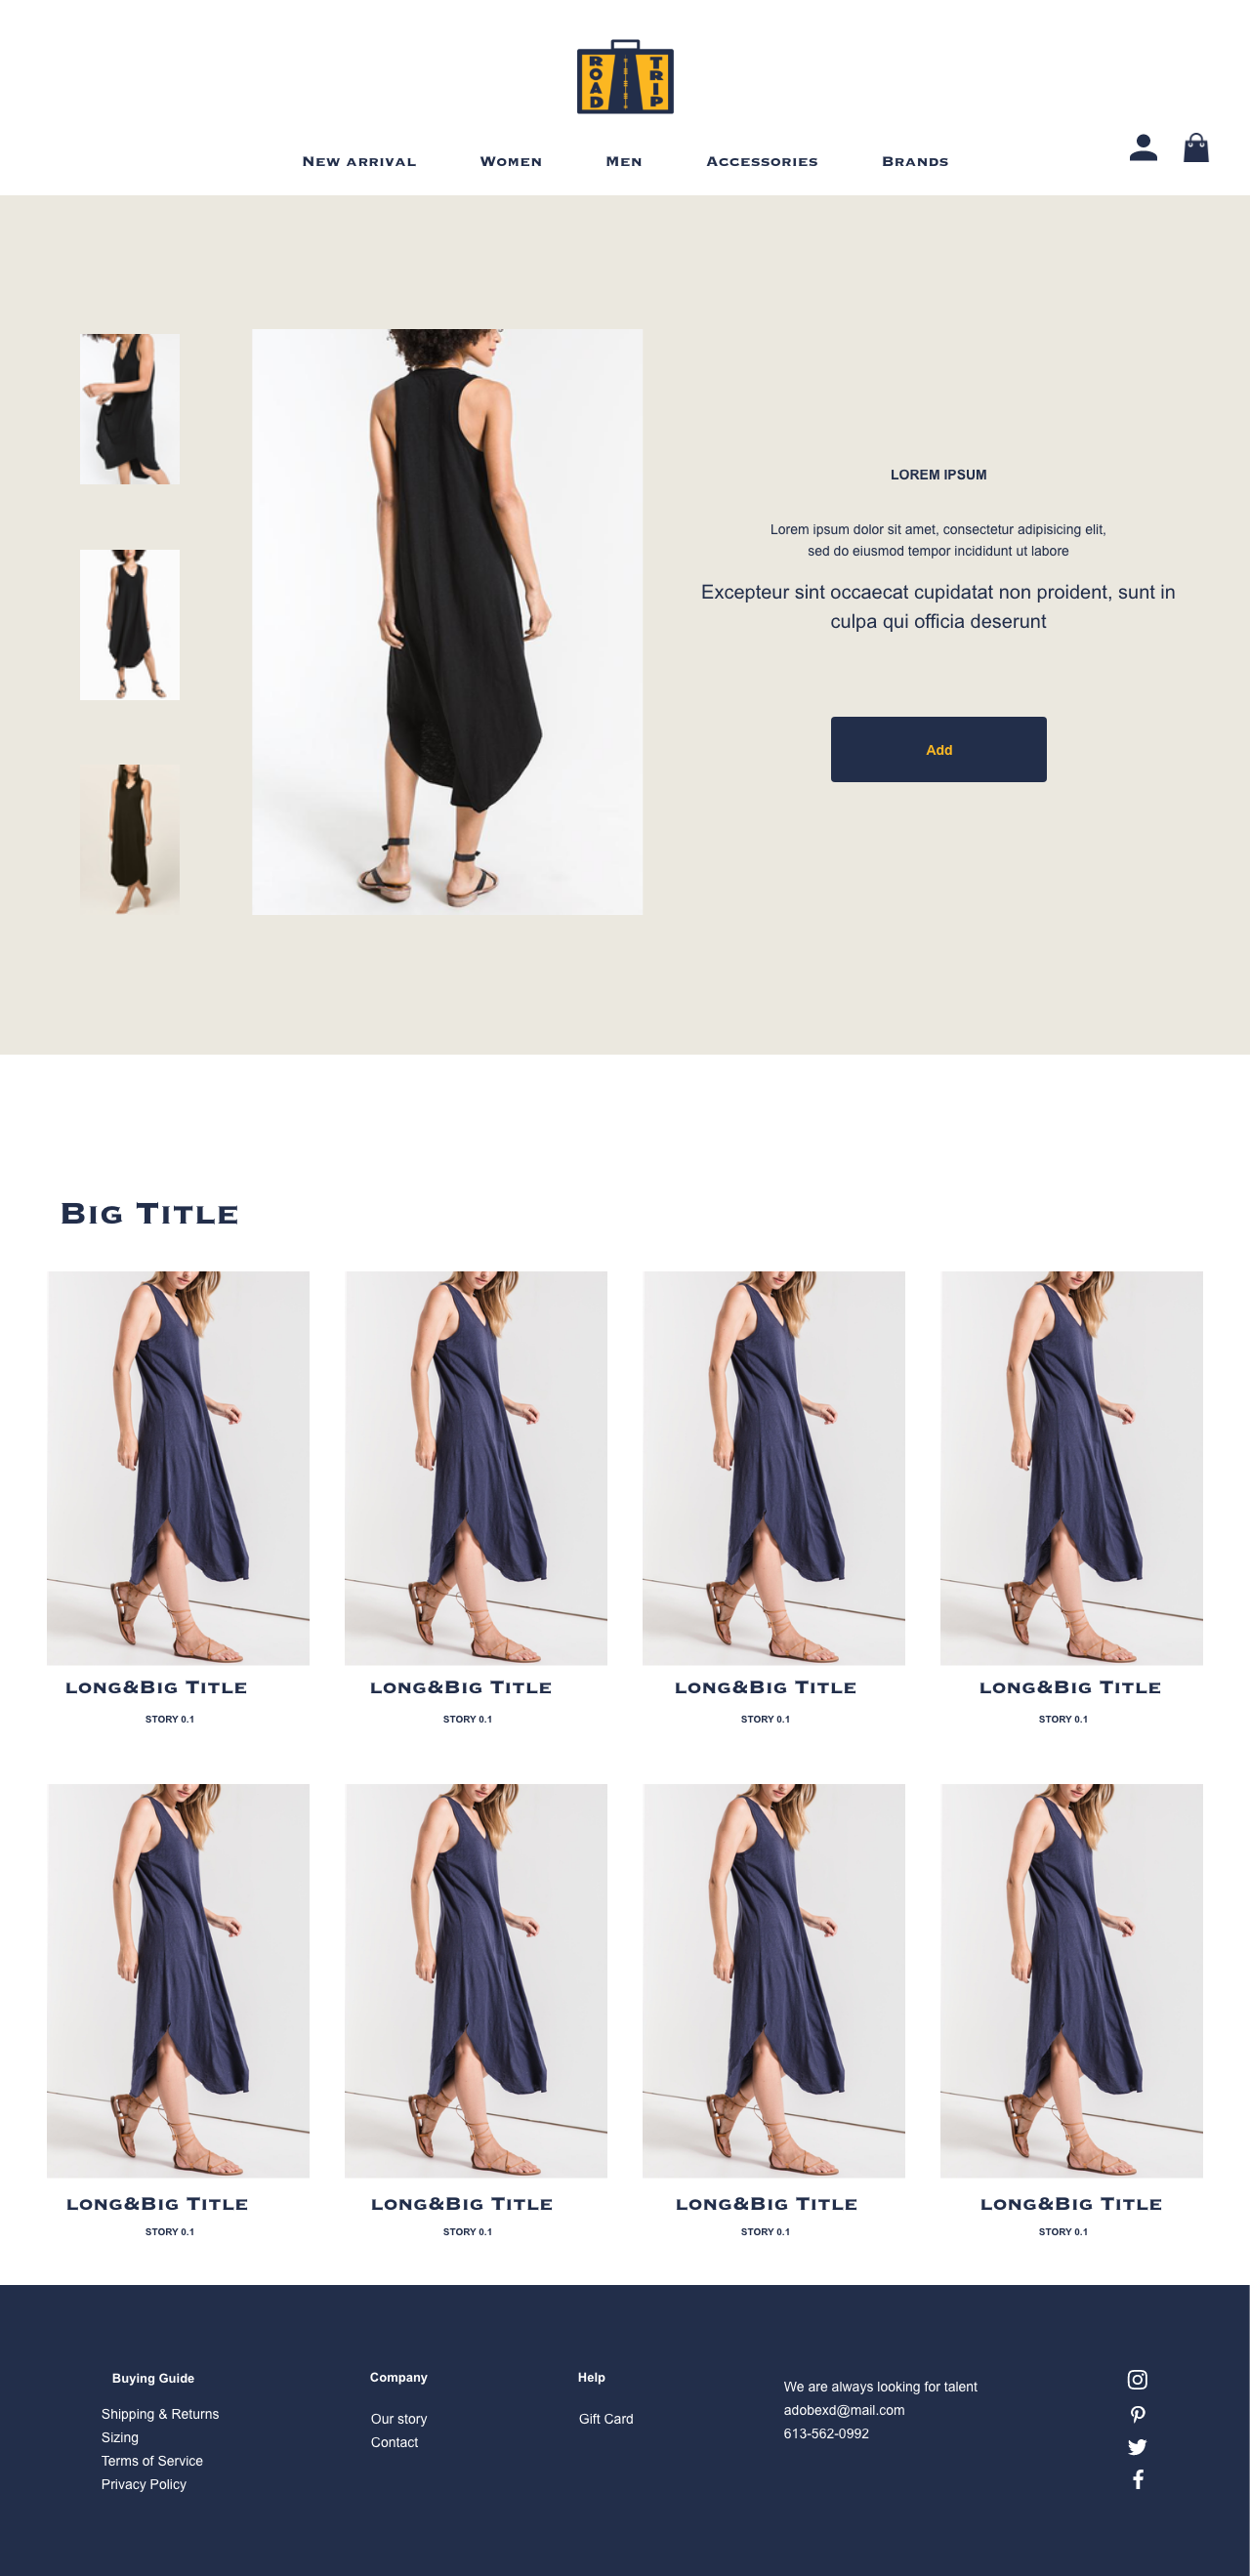 ROAD TRIP
New arrival
Women
Men
Accessories
Brands
LOREM IPSUM
Lorem ipsum dolor sit amet, consectetur adipisicing elit,
sed do eiusmod tempor incididunt ut labore
Excepteur sint occaecat cupidatat non proident, sunt in
culpa qui officia deserunt
Add
Big Title
long&Big Title
long&Big Title
long&Big Title
long&Big Title
STORY 0.1
STORY 0.1
STORY 0.1
STORY 0.1
long&Big Title
long&Big Title
long&Big Title
long&Big Title
STORY 0.1
STORY 0.1
STORY 0.1
STORY 0.1
Buying Guide
Shipping & Returns
Sizing
Terms of Service
Privacy Policy
Company
Our story
Contact
Help
Gift Card
We are always looking for talent
adobexd@mail.com
613-562-0992